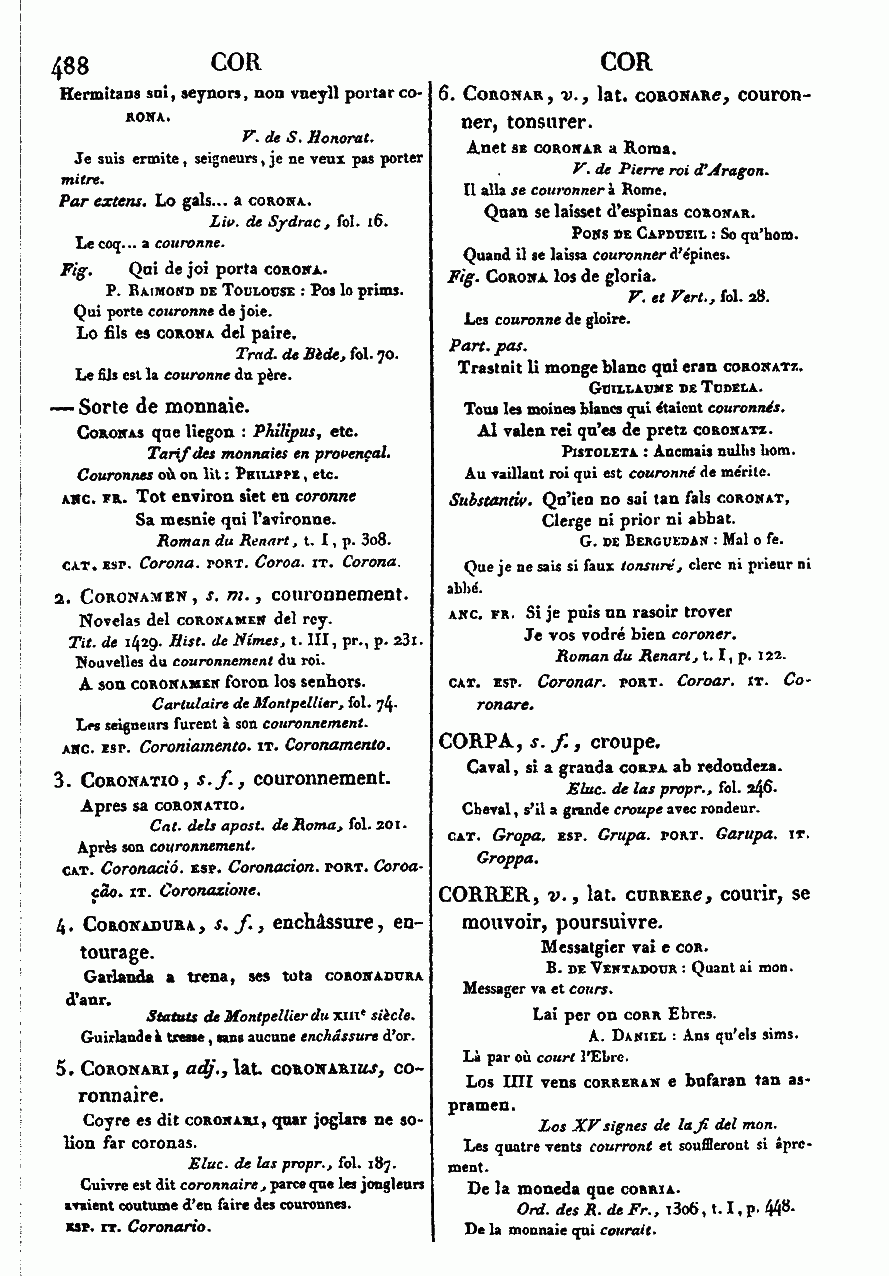 488 COR COR
Hermitans sui, seynors, non vueyll portar co-
RONA.
V. de S. Honorat.
Je suis ermite, seigneurs, je ne veux pas porter
mitre.
Par extens. Lo gals... a CORONA.
Liv. de Sydrac, fol. 16.
Le coq... a couronne.
Fig. Qui de joi porta CORONA.
P. RAIMOND DE TOULOUSE : Pos lo prims.
Qui porte couronne de joie.
Lo fils es CORONA del paire.
Trad. de Bède, fol. 70.
Le fils est la couronne du père.
— Sorte de monnaie.
CORONAS que liegon : Philipus, etc.
Tarif des monnaies en provençal.
Couronnes où on lit : PHILIPPE, etc.
ANC. FR. Tot environ siet en coronne
Sa mesnie qui l'avironne.
Roman du Renart, t. I, p. 308.
CAT. ESP. Corona. PORT. Coroa. IT. Corona.
2. CORONAMEN, s. m., couronnement.
Novelas del CORONAMEN del rey.
Tit. de 1429. Hist. de Nîmes, t. III, pr., p. 231.
Nouvelles du couronnement du roi.
A son CORONAMEN foron los senhors.
Cartulaire de Montpellier, fol. 74.
Les seigneurs furent à son couronnement.
ANC. ESP. Coroniamento. IT. Coronamento.
3. CORONATIO, s. f., couronnement.
Apres sa CORONATIO.
Cat. dels apost. de Roma, fol. 201.
Après son couronnement.
CAT. Coronació. ESP. Coronacion. PORT. Coroa-
ção. IT. Coronazione.
4. CORONADURA, s. f., enchâssure, en-
tourage.
Garlanda a trena, ses tota CORONADURA
d'aur.
Statuts de Montpellier du XIIIe siècle.
Guirlande à tresse, sans aucune enchâssure d'or.
5. CORONARI, adj., lat. CORONARIus, co-
ronnaire.
Coyre es dit CORONARI, quar joglars ne so-
lion far coronas.
Eluc. de las propr., fol. 187.
Cuivre est dit coronnaire, parce que les jongleurs
avaient coutume d'en faire des couronnes.
ESP. IT. Coronario.
6. CORONAR, v., lat. CORONARe, couron-
ner, tonsurer.
Anet SE CORONAR a Roma.
V. de Pierre roi d'Aragon.
Il alla se couronner à Rome.
Quan se laisset d'espinas CORONAR.
PONS DE CAPDUEIL : So qu'hom.
Quand il se laissa couronner d'épines.
Fig. CORONA los de gloria.
V. et Vert., fol. 28.
Les couronne de gloire.
Part. pas.
Trastuit li monge blanc qui eran CORONATZ.
GUILLAUME DE TUDELA.
Tous les moines blancs qui étaient couronnés.
Al valen rei qu'es de pretz CORONATZ.
PISTOLETA : Ancmais nulhs hom.
Au vaillant roi qui est couronné de mérite.
Substantiv. Qu'ieu no sai tan fals CORONAT,
Clerge ni prior ni abbat.
G. DE BERGUEDAN : Mal o fe.
Que je ne sais si faux tonsuré, clerc ni prieur ni
abbé.
ANC. FR. Si je puis un rasoir trover
Je vos vodré bien coroner.
Roman du Renart, t. I, p. 122.
CAT. ESP. Coronar. PORT. Coroar. IT. Co-
ronare.
CORPA, s. f., croupe.
Caval, si a granda CORPA ab redondeza.
Eluc. de las propr., fol. 246.
Cheval, s'il a grande croupe avec rondeur.
CAT. Gropa. ESP. Grupa. PORT. Garupa. IT.
Groppa.
CORRER, v., lat. CURRERe, courir, se
mouvoir, poursuivre.
Messatgier vai e COR.
B. DE VENTADOUR : Quant ai mon.
Messager va et cours.
Lai per on CORR Ebres.
A. DANIEL : Ans qu'els sims.
Là par où court l'Ebre.
Los IIII vens CORRERAN e bufaran tan as-
pramen.
Los XV signes de la fi del mon.
Les quatre vents courront et souffleront si âpre-
ment.
De la moneda que CORRIA.
Ord. des R. de Fr., 1306, t. I, p. 448.
De la monnaie qui courait.